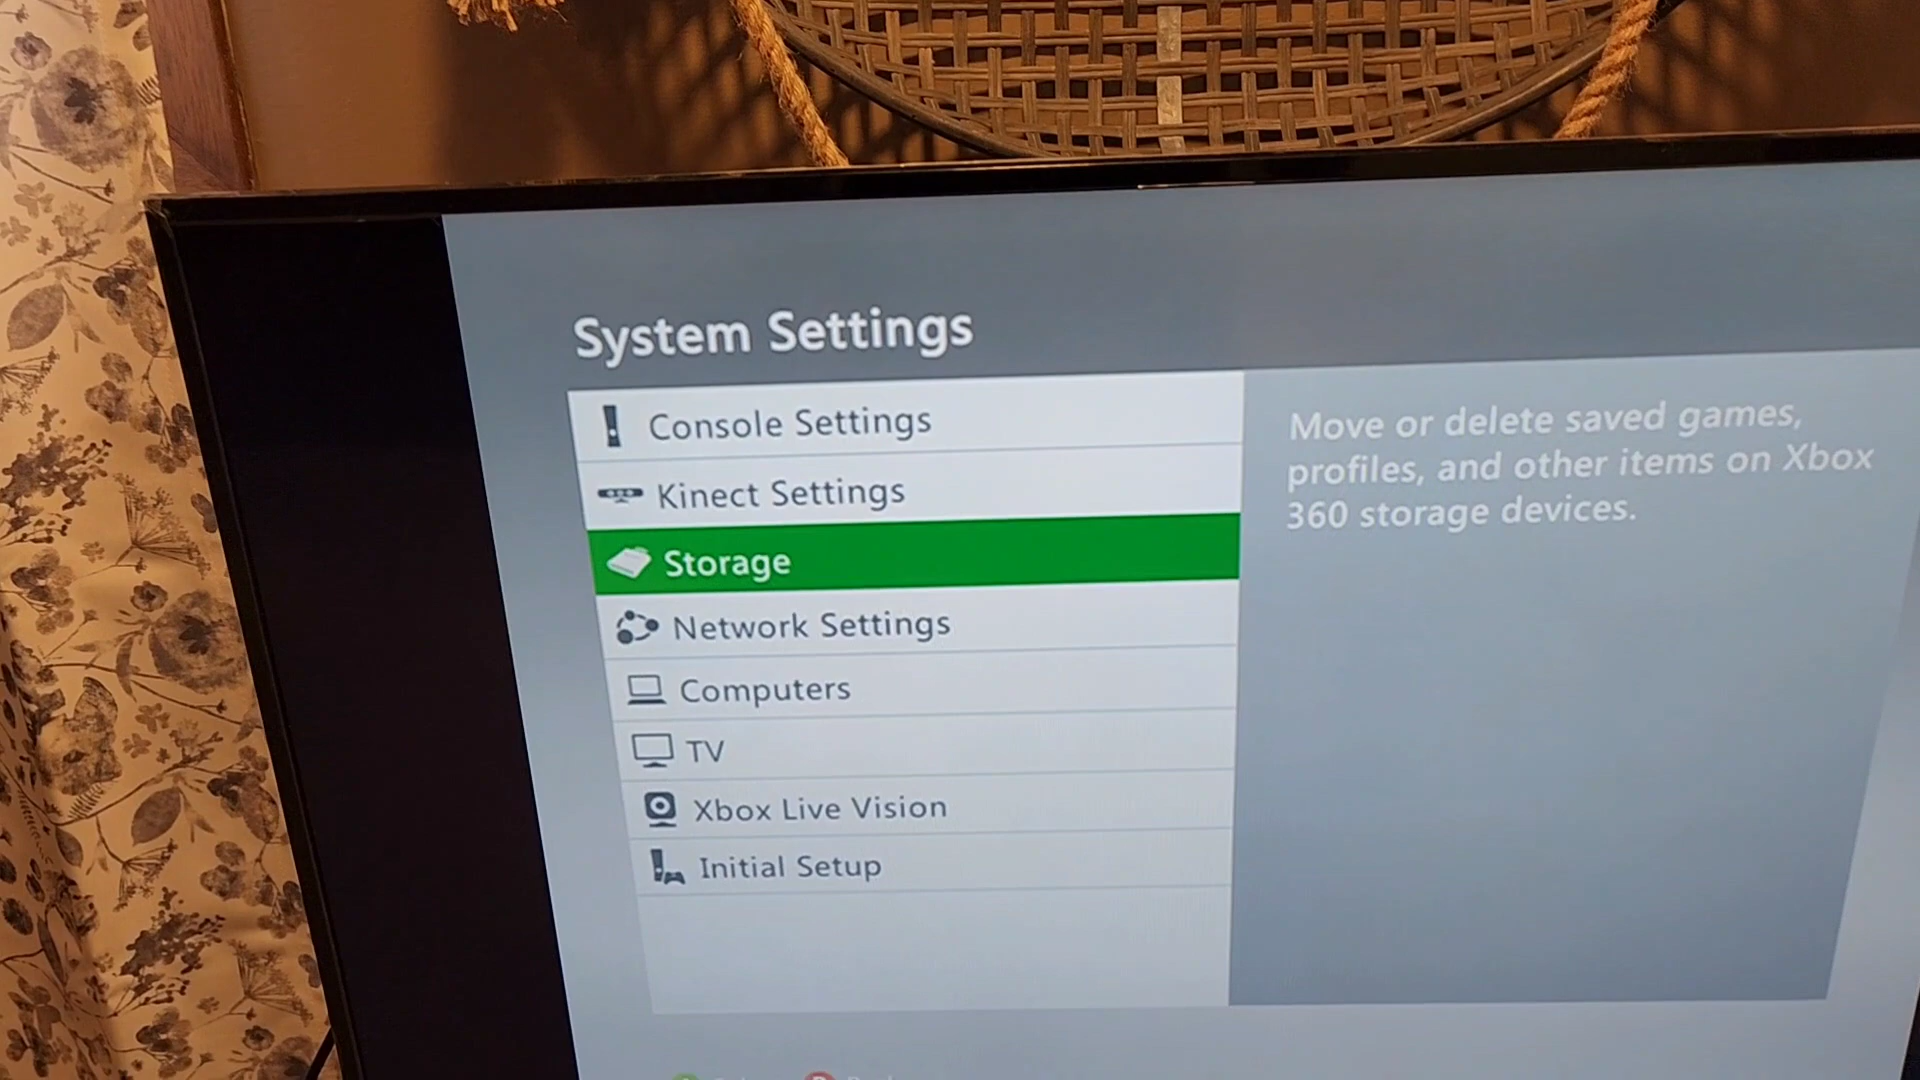 System Settings
Console Settings
Kinect Settings
Storage
Network Settings
Computers
TV
Xbox Live Vision
Initial Setup
Move or delete saved games,
profiles, and other items on Xbox
360 storage devices.